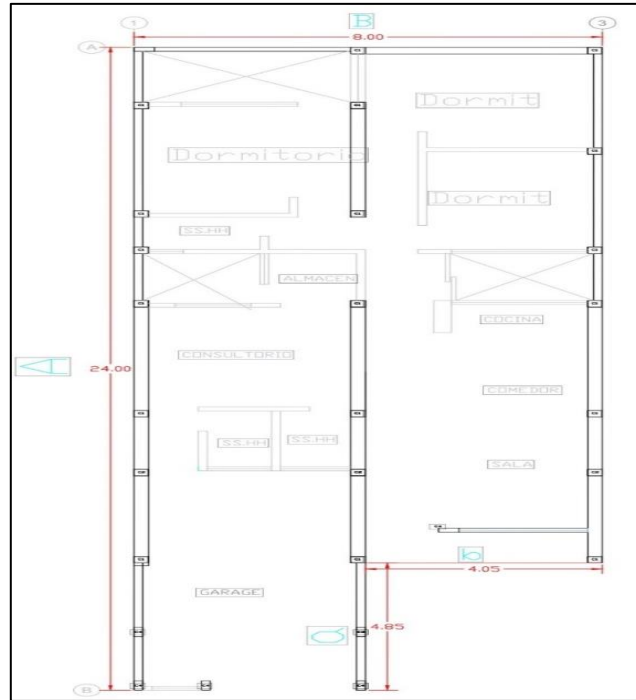 1
B
3
8.00
A
Dormit
Dormitorio
Dormit
SS.HH
ALMACEN
COCINA
CONSULTORIO
A
24.00
COMEDOR
SS.HH
SS.HH
SALA
b
4.05
GARAGE
a
4.85
B